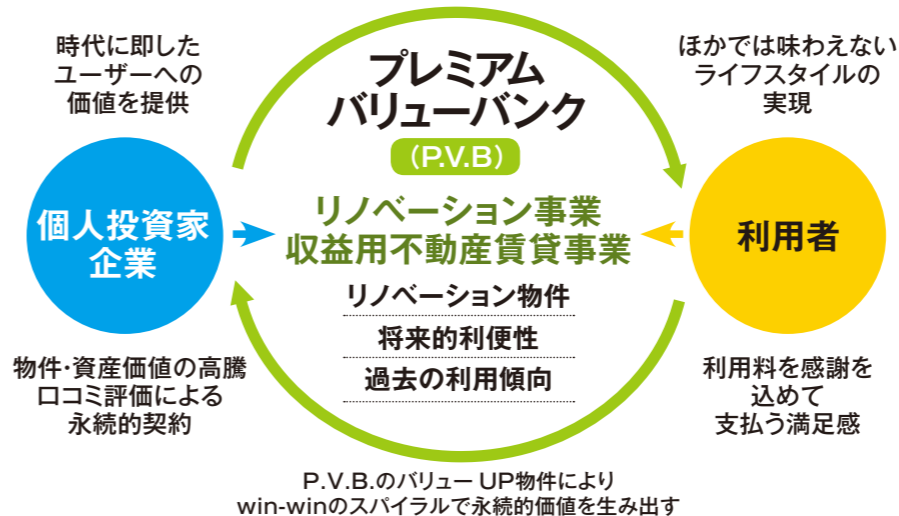 時代に即した
ユーザーへの
価値を提供
個人投資家
企業
物件・資産価値の高騰
口コミ評価による
永続的契約
プレミアム
バリューバンク
（P.V.B）
リノベーション事業
収益用不動産賃貸事業
リノベーション物件
将来的利便性
過去の利用傾向
ほかでは味わえない
ライフスタイルの
実現
利用者
利用料を感謝を
込めて
支払う満足感
P.V.B.のバリューUP物件により
win-winのスパイラルで永続的価値を生み出す